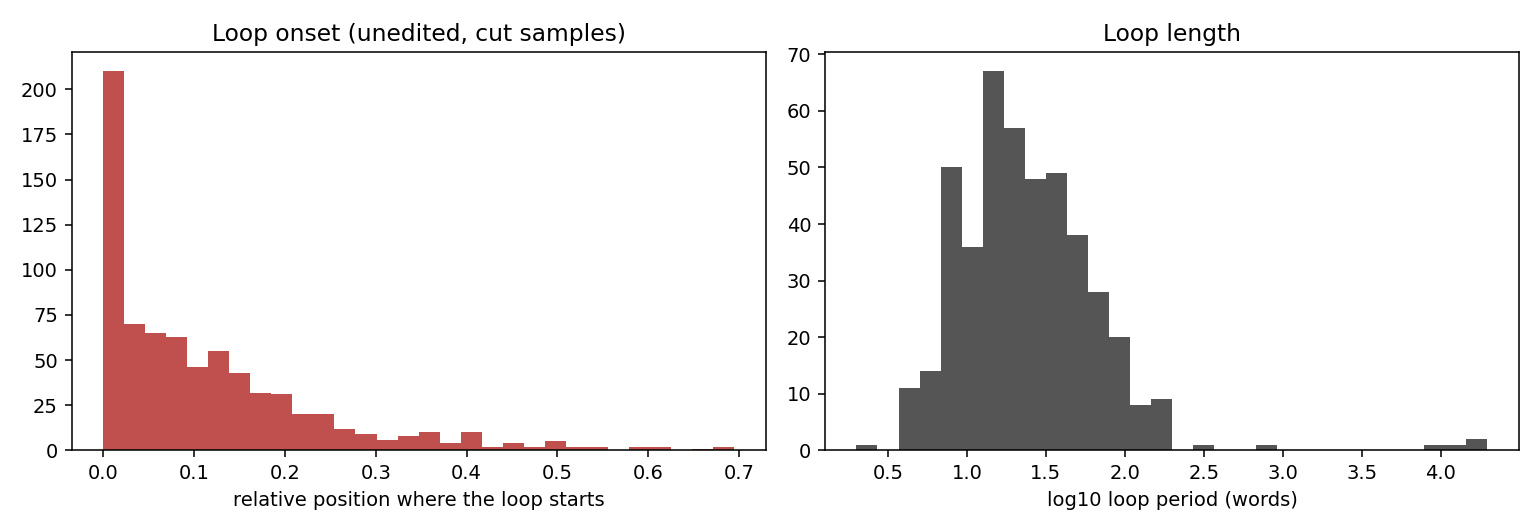 Loop onset (unedited, cut samples)
200
175
150
125
100
75
50
25
0
0.0 0.1 0.2 0.3 0.4 0.5 0.6 0.7
relative position where the loop starts
Loop length
70
60
50
40
30
20
10
0
0.5 1.0 1.5 2.0 2.5 3.0 3.5 4.0
log10 loop period (words)